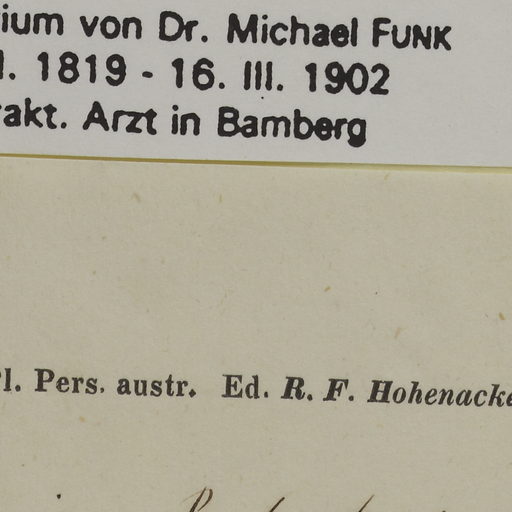 ium von Dr. Michael FUNK
I. 1819 - 16. III. 1902
akt. Arzt in Bamberg
l. Pers. austr. Ed. R. F. Hohenacke